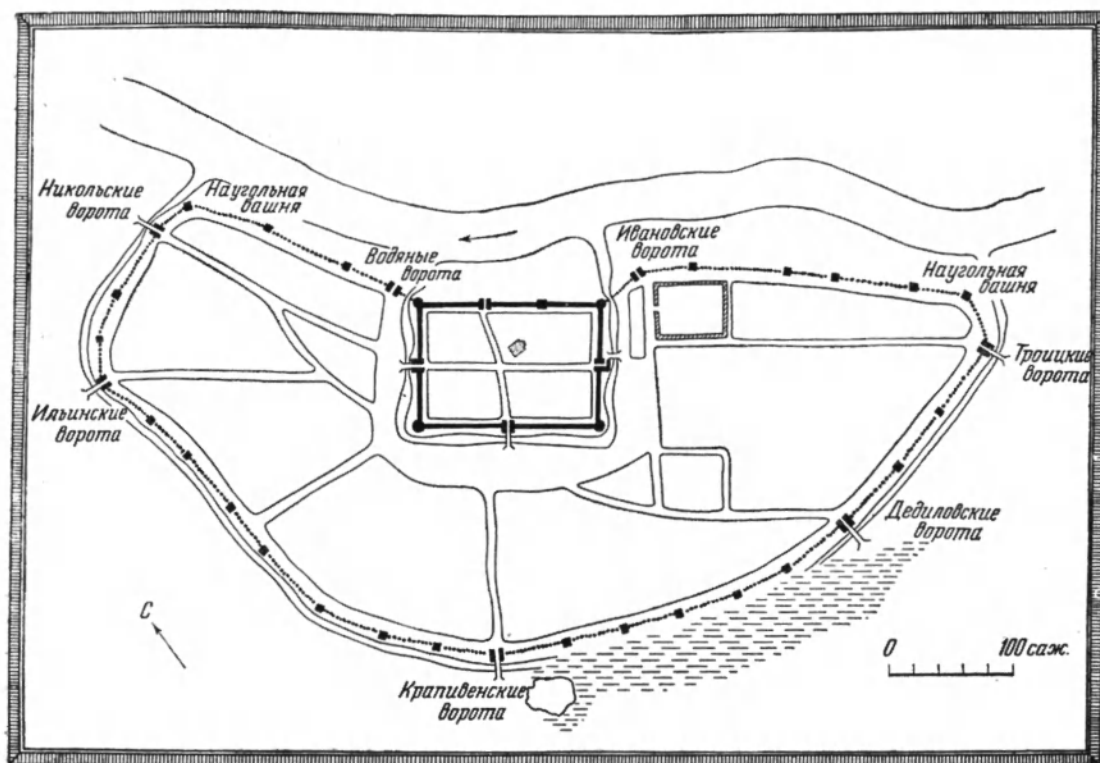 Никольские
ворота
Наугольная
башня
Водяные
ворота
Ивановские
ворота
Наугольная
башня
Троицкие
ворота
Ильинские
ворота
Дедиловские
ворота
С
0 100 саж.
Крапивенские
ворота